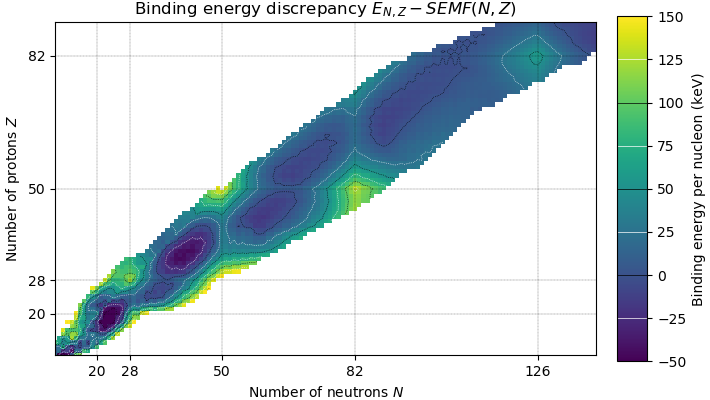 Binding energy discrepancy E_{N,Z} − SEMF(N, Z)
Number of protons Z
82
50
28
20
20 28 50 82 126
Number of neutrons N
150
125
100
75
50
25
0
−25
−50
Binding energy per nucleon (keV)